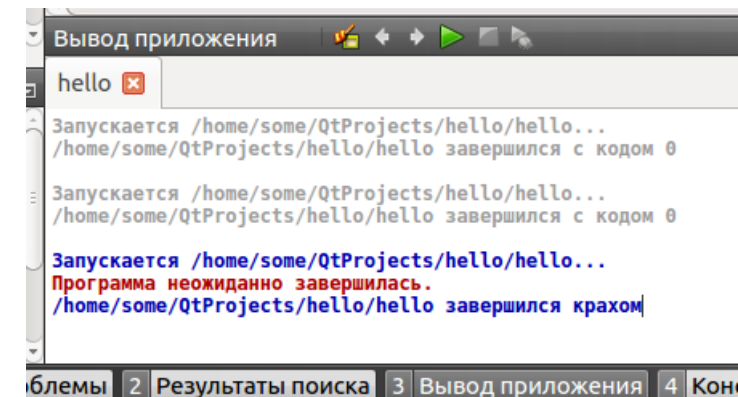 Вывод приложения
hello
Запускается /home/some/QtProjects/hello/hello...
/home/some/QtProjects/hello/hello завершился с кодом 0
Запускается /home/some/QtProjects/hello/hello...
/home/some/QtProjects/hello/hello завершился с кодом 0
Запускается /home/some/QtProjects/hello/hello...
Программа неожиданно завершилась.
/home/some/QtProjects/hello/hello завершился крахом
2 Результаты поиска 3 Вывод приложения 4